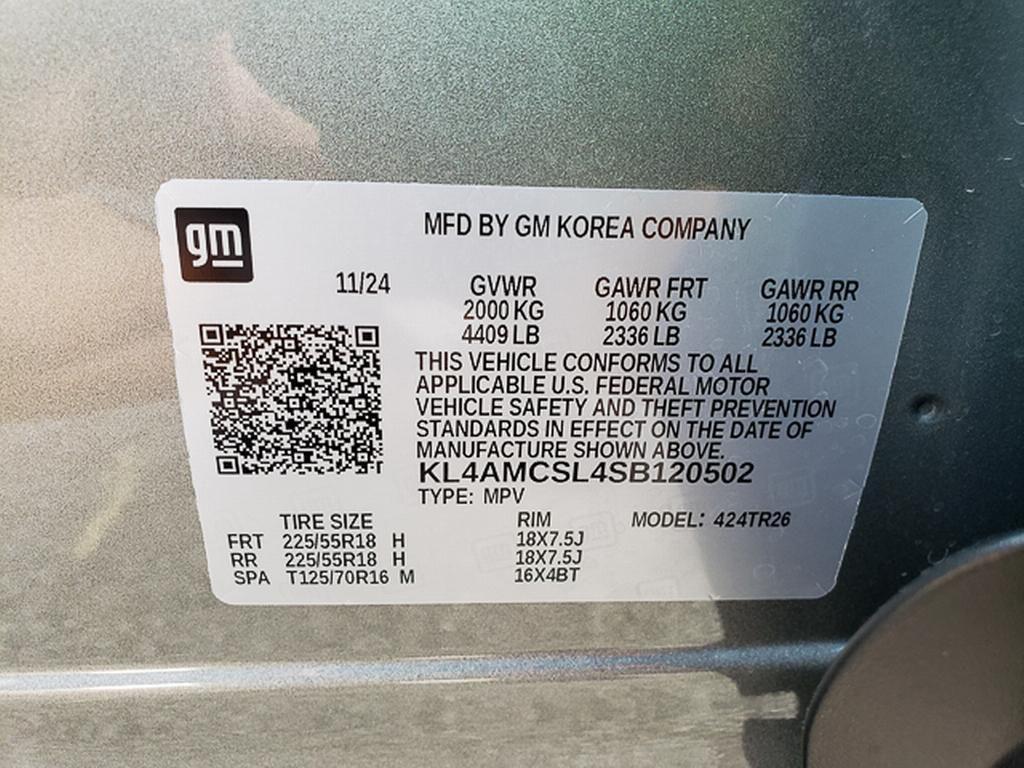 gm
MFD BY GM KOREA COMPANY
11/24 GVWR GAWR FRT GAWR RR
2000 KG 1060 KG 1060 KG
4409 LB 2336 LB 2336 LB
THIS VEHICLE CONFORMS TO ALL
APPLICABLE U.S. FEDERAL MOTOR
VEHICLE SAFETY AND THEFT PREVENTION
STANDARDS IN EFFECT ON THE DATE OF
MANUFACTURE SHOWN ABOVE.
KL4AMCSL4SB120502
TYPE: MPV
TIRE SIZE RIM MODEL: 424TR26
FRT 225/55R18 H 18X7.5J
RR 225/55R18 H 18X7.5J
SPA T125/70R16 M 16X4BT